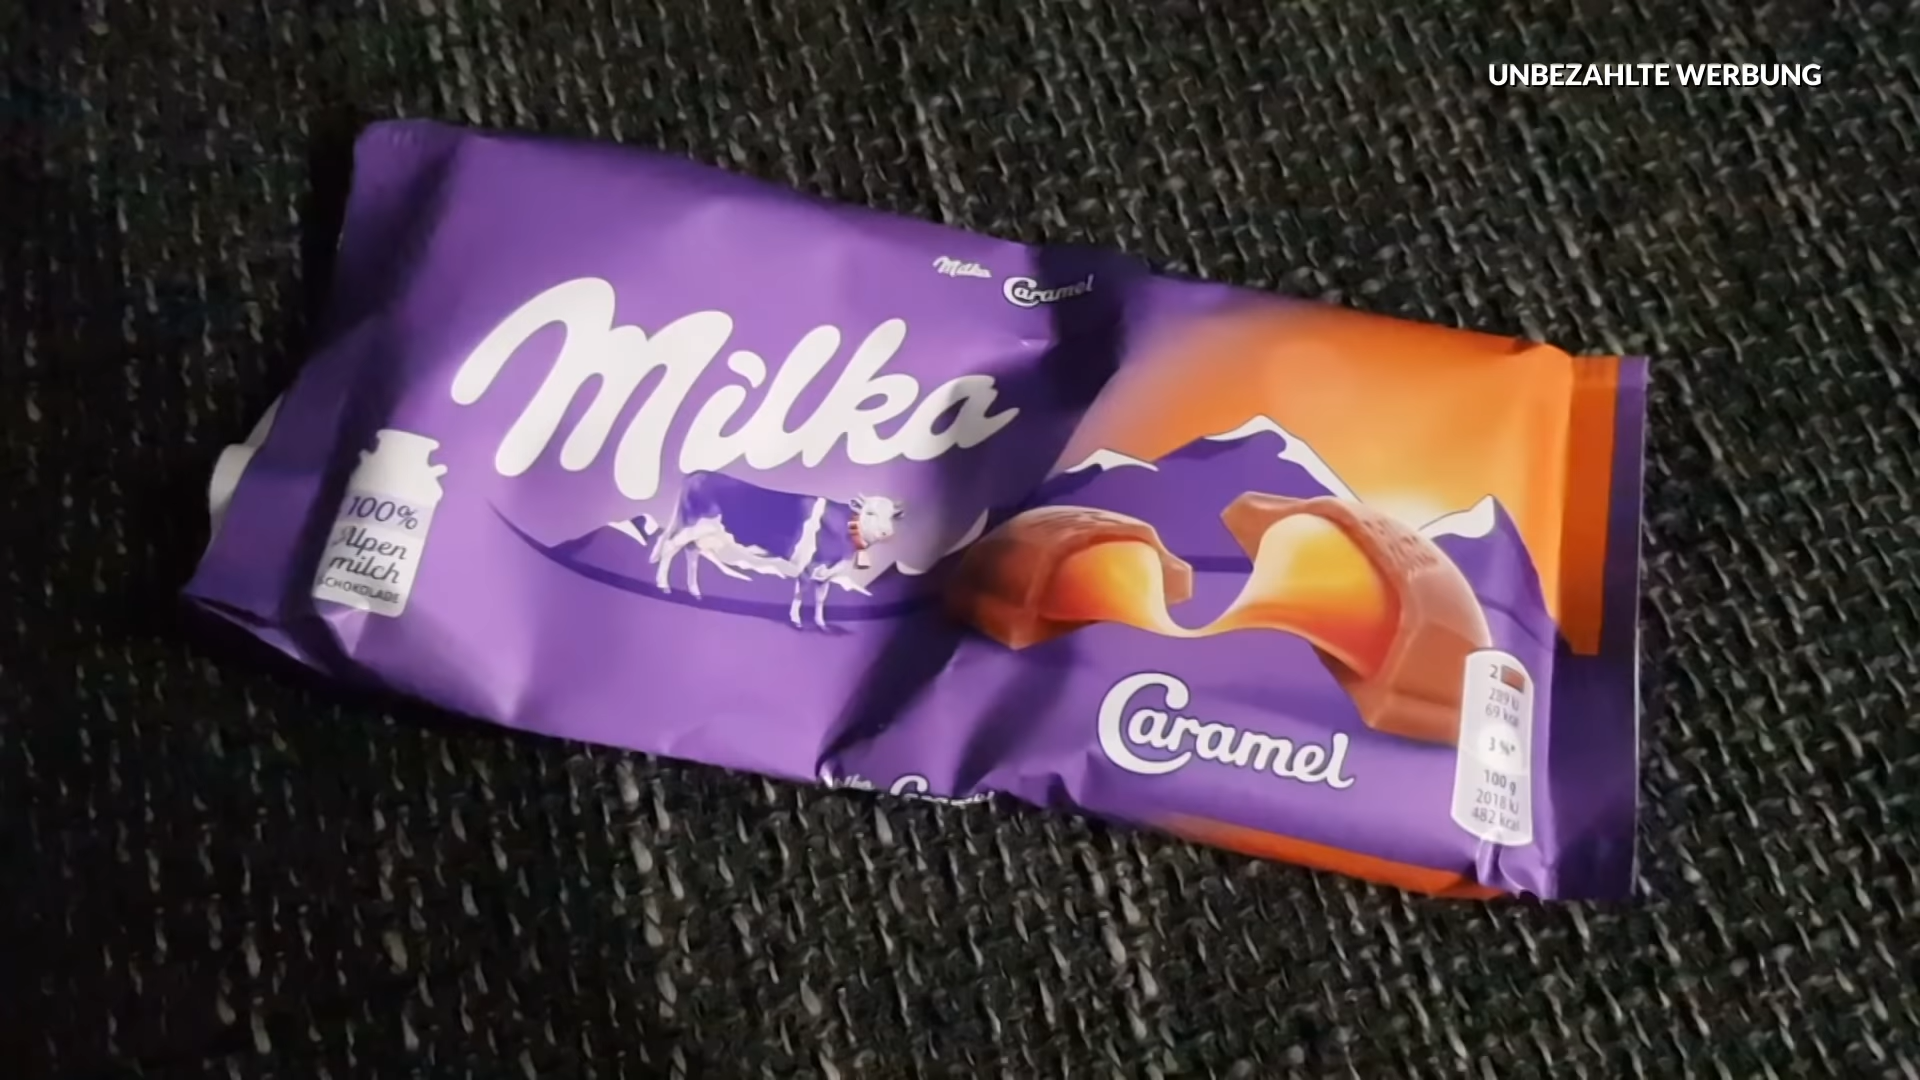 UNBEZAHLTE WERBUNG
Milka Caramel
Milka
100%
Alpen
milch
SCHOKOLADE
Caramel
2
289 kJ
69 kcal
3 %*
100 g
2018 kJ
482 kcal